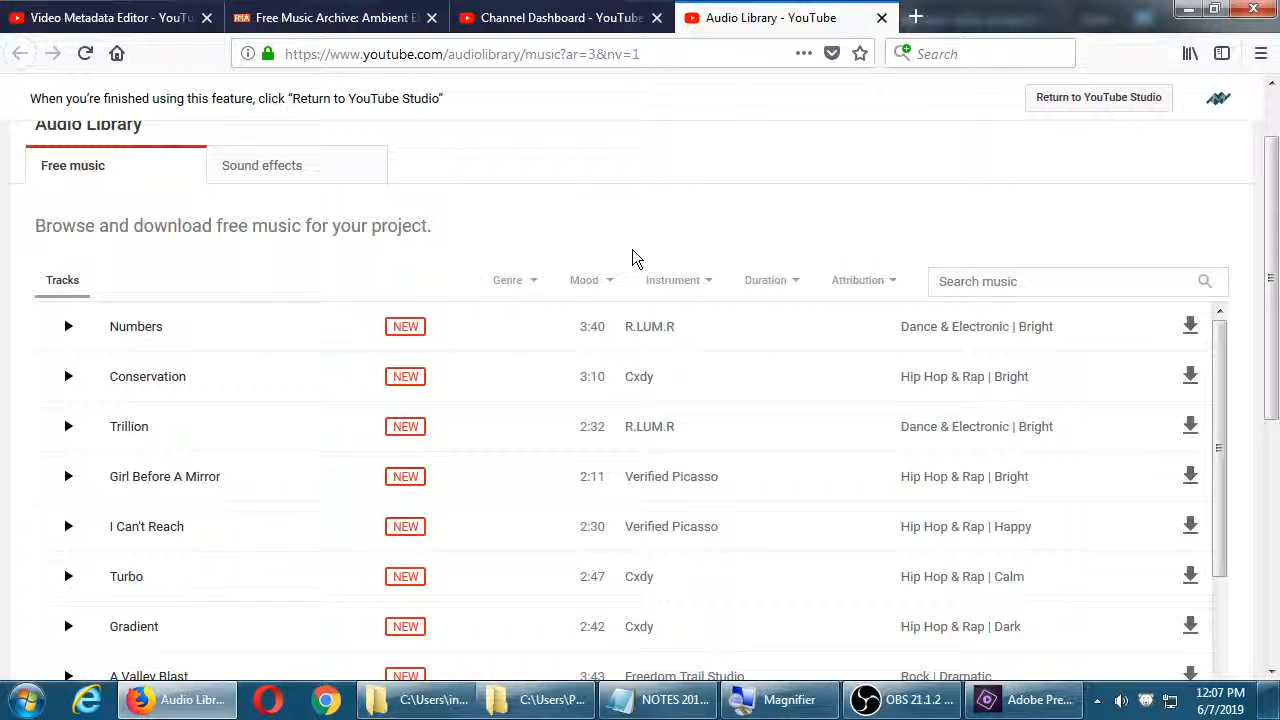 Video Metadata Editor - YouTu
Free Music Archive: Ambient El
Channel Dashboard - YouTube
Audio Library - YouTube
https://www.youtube.com/audiolibrary/music?ar=3&nv=1
Search
When you're finished using this feature, click "Return to YouTube Studio"
Return to YouTube Studio
Audio Library
Free music
Sound effects
Browse and download free music for your project.
Tracks
Genre
Mood
Instrument
Duration
Attribution
Search music
Numbers NEW 3:40 R.LUM.R Dance & Electronic | Bright
Conservation NEW 3:10 Cxdy Hip Hop & Rap | Bright
Trillion NEW 2:32 R.LUM.R Dance & Electronic | Bright
Girl Before A Mirror NEW 2:11 Verified Picasso Hip Hop & Rap | Bright
I Can't Reach NEW 2:30 Verified Picasso Hip Hop & Rap | Happy
Turbo NEW 2:47 Cxdy Hip Hop & Rap | Calm
Gradient NEW 2:42 Cxdy Hip Hop & Rap | Dark
A Valley Blast NEW 3:43 Freedom Trail Studio Rock | Dramatic
Audio Libr...
C:\Users\in...
C:\Users\P...
NOTES 201...
Magnifier
OBS 21.1.2 ...
Adobe Pre...
12:07 PM
6/7/2019